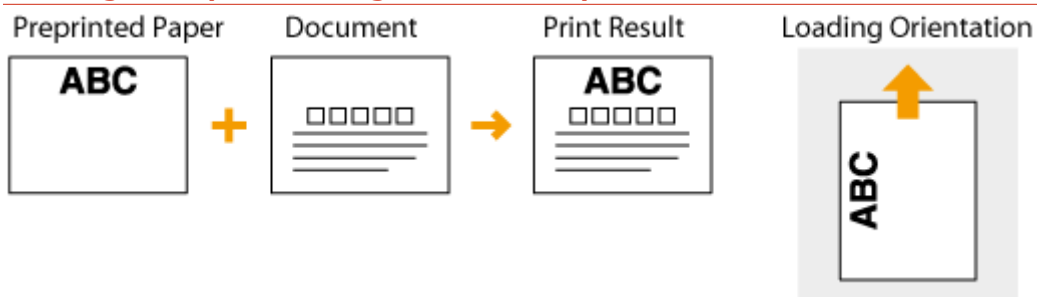 Preprinted Paper
Document
Print Result
Loading Orientation
ABC
ABC
ABC